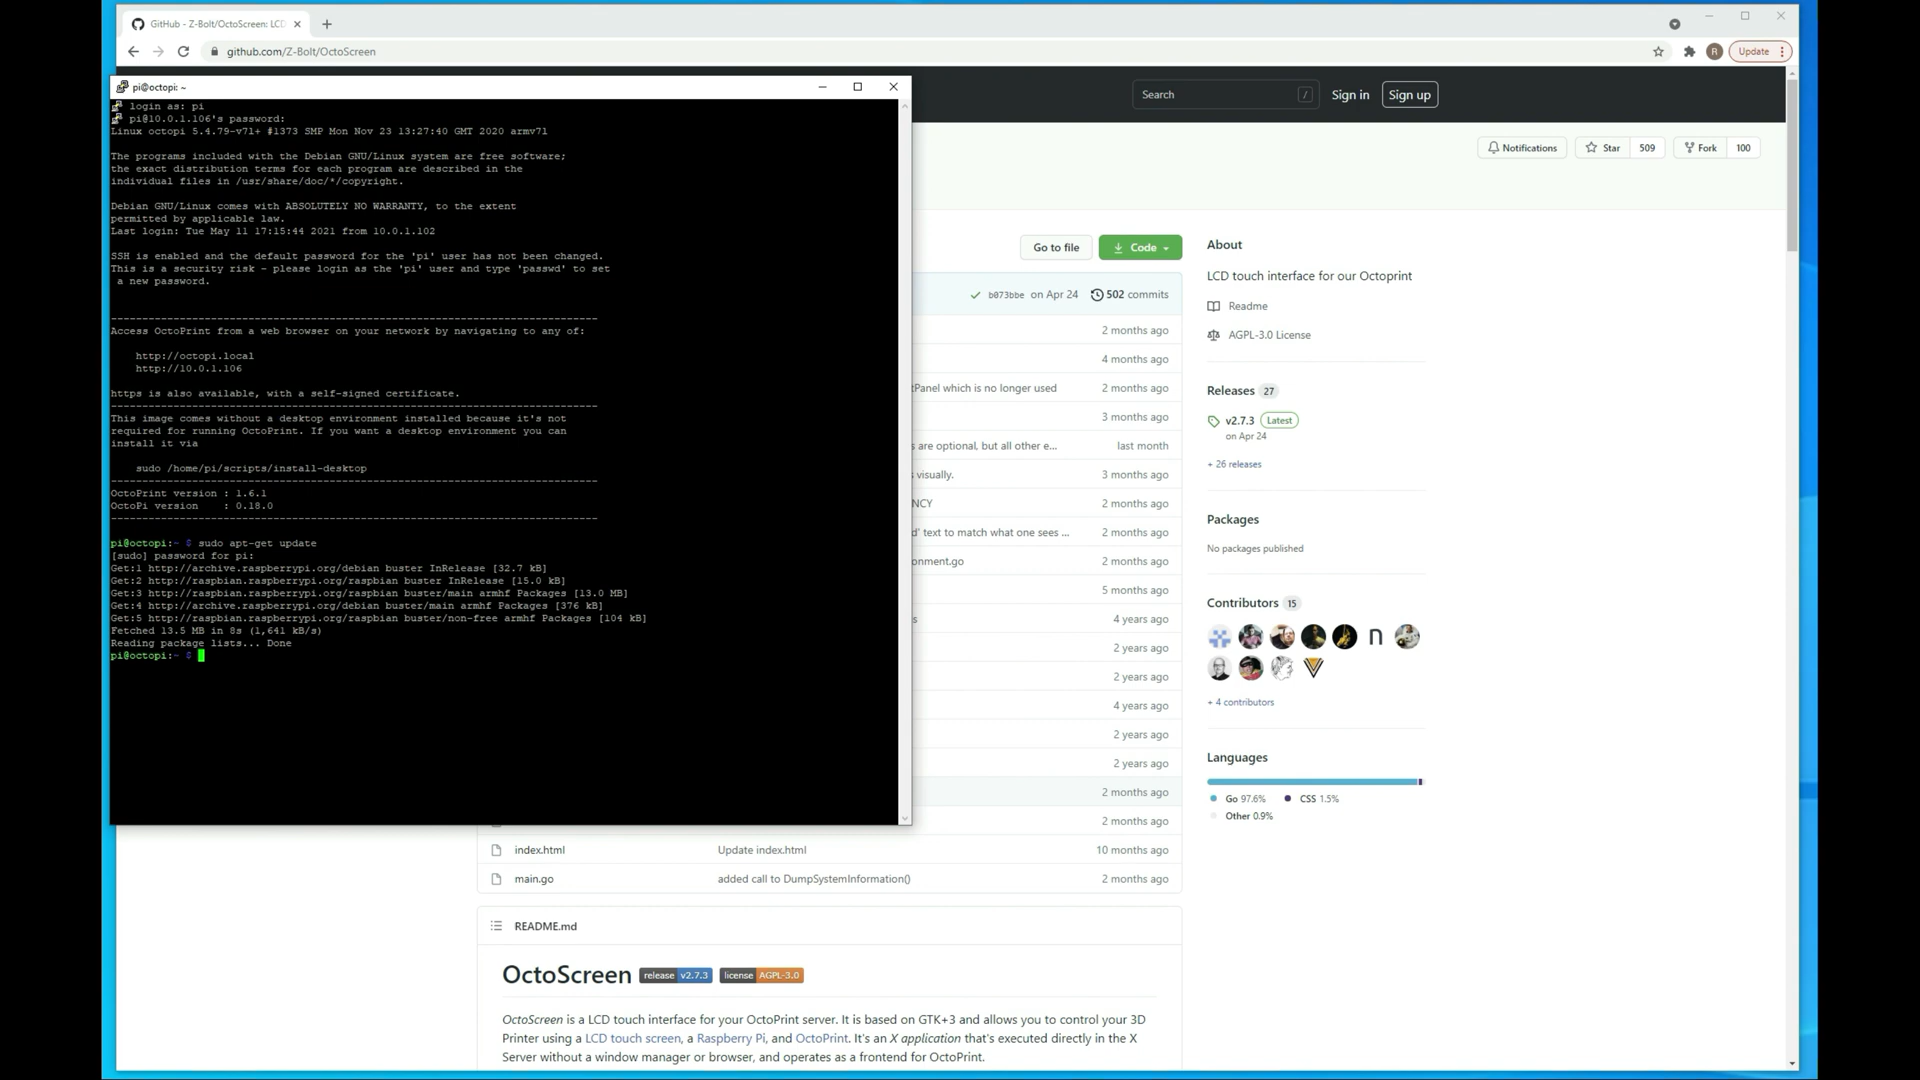 GitHub - Z-Bolt/OctoScreen: LCD
github.com/Z-Bolt/OctoScreen
R
Update
pi@octopi: ~
login as: pi
pi@10.0.1.106's password:
Linux octopi 5.4.79-v7l+ #1373 SMP Mon Nov 23 13:27:40 GMT 2020 armv7l
The programs included with the Debian GNU/Linux system are free software;
the exact distribution terms for each program are described in the
individual files in /usr/share/doc/*/copyright.
Debian GNU/Linux comes with ABSOLUTELY NO WARRANTY, to the extent
permitted by applicable law.
Last login: Tue May 11 17:15:44 2021 from 10.0.1.102
SSH is enabled and the default password for the 'pi' user has not been changed.
This is a security risk - please login as the 'pi' user and type 'passwd' to set
a new password.
------------------------------------------------------------------------------
Access OctoPrint from a web browser on your network by navigating to any of:
http://octopi.local
http://10.0.1.106
https is also available, with a self-signed certificate.
------------------------------------------------------------------------------
This image comes without a desktop environment installed because it's not
required for running OctoPrint. If you want a desktop environment you can
install it via
sudo /home/pi/scripts/install-desktop
------------------------------------------------------------------------------
OctoPrint version : 1.6.1
OctoPi version    : 0.18.0
------------------------------------------------------------------------------
pi@octopi:~ $ sudo apt-get update
[sudo] password for pi:
Get:1 http://archive.raspberrypi.org/debian buster InRelease [32.7 kB]
Get:2 http://raspbian.raspberrypi.org/raspbian buster InRelease [15.0 kB]
Get:3 http://raspbian.raspberrypi.org/raspbian buster/main armhf Packages [13.0 MB]
Get:4 http://archive.raspberrypi.org/debian buster/main armhf Packages [376 kB]
Get:5 http://raspbian.raspberrypi.org/raspbian buster/non-free armhf Packages [104 kB]
Fetched 13.5 MB in 8s (1,641 kB/s)
Reading package lists... Done
pi@octopi:~ $
Search /
Sign in
Sign up
Notifications
Star 509
Fork 100
Go to file
Code
b073bbe on Apr 24 502 commits
2 months ago
4 months ago
tPanel which is no longer used 2 months ago
3 months ago
s are optional, but all other e... last month
s visually. 3 months ago
NCY 2 months ago
d' text to match what one sees ... 2 months ago
onment.go 2 months ago
5 months ago
s 4 years ago
2 years ago
2 years ago
4 years ago
2 years ago
2 years ago
2 months ago
2 months ago
index.html Update index.html 10 months ago
main.go added call to DumpSystemInformation() 2 months ago
About
LCD touch interface for our Octoprint
Readme
AGPL-3.0 License
Releases 27
v2.7.3 Latest
on Apr 24
+ 26 releases
Packages
No packages published
Contributors 15
n
+ 4 contributors
Languages
Go 97.6% CSS 1.5%
Other 0.9%
README.md
OctoScreen release v2.7.3 license AGPL-3.0
OctoScreen is a LCD touch interface for your OctoPrint server. It is based on GTK+3 and allows you to control your 3D
Printer using a LCD touch screen, a Raspberry Pi, and OctoPrint. It's an X application that's executed directly in the X
Server without a window manager or browser, and operates as a frontend for OctoPrint.